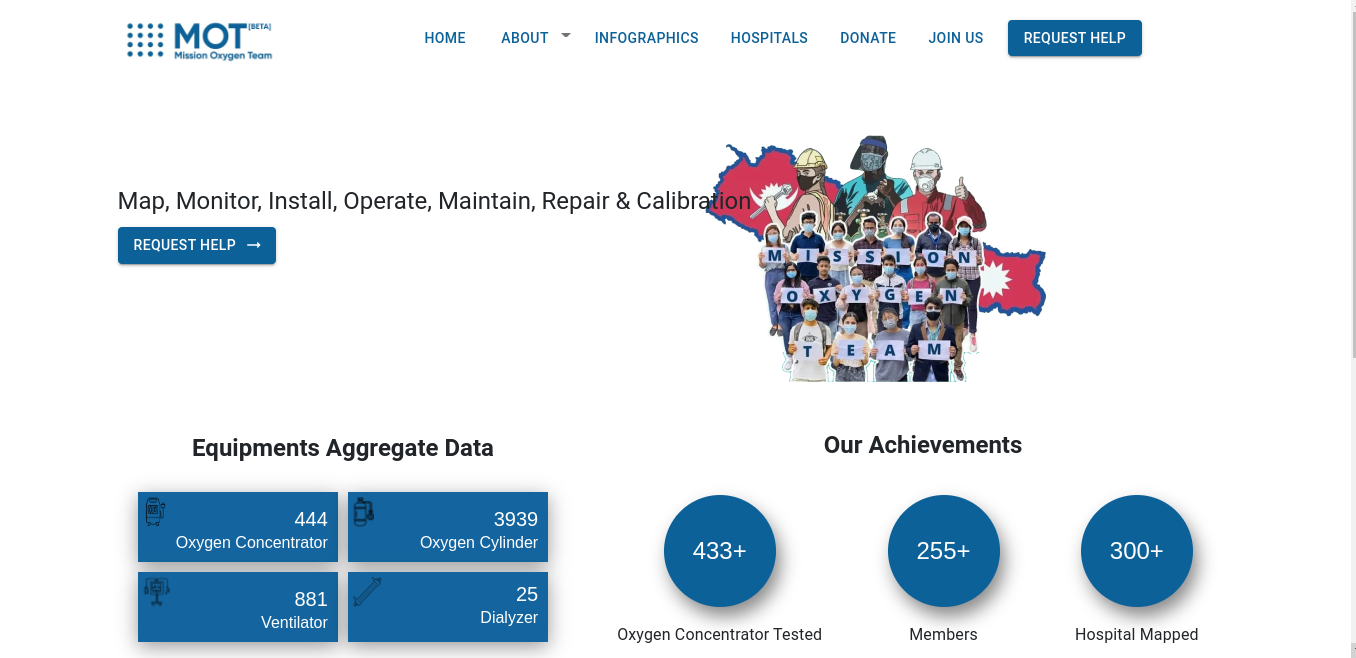 MOT [BETA]
Mission Oxygen Team
HOME ABOUT INFOGRAPHICS HOSPITALS DONATE JOIN US REQUEST HELP
Map, Monitor, Install, Operate, Maintain, Repair & Calibration
REQUEST HELP →
MISSION
OXYGEN
TEAM
Equipments Aggregate Data
444
Oxygen Concentrator
3939
Oxygen Cylinder
881
Ventilator
25
Dialyzer
Our Achievements
433+ 255+ 300+
Oxygen Concentrator Tested Members Hospital Mapped